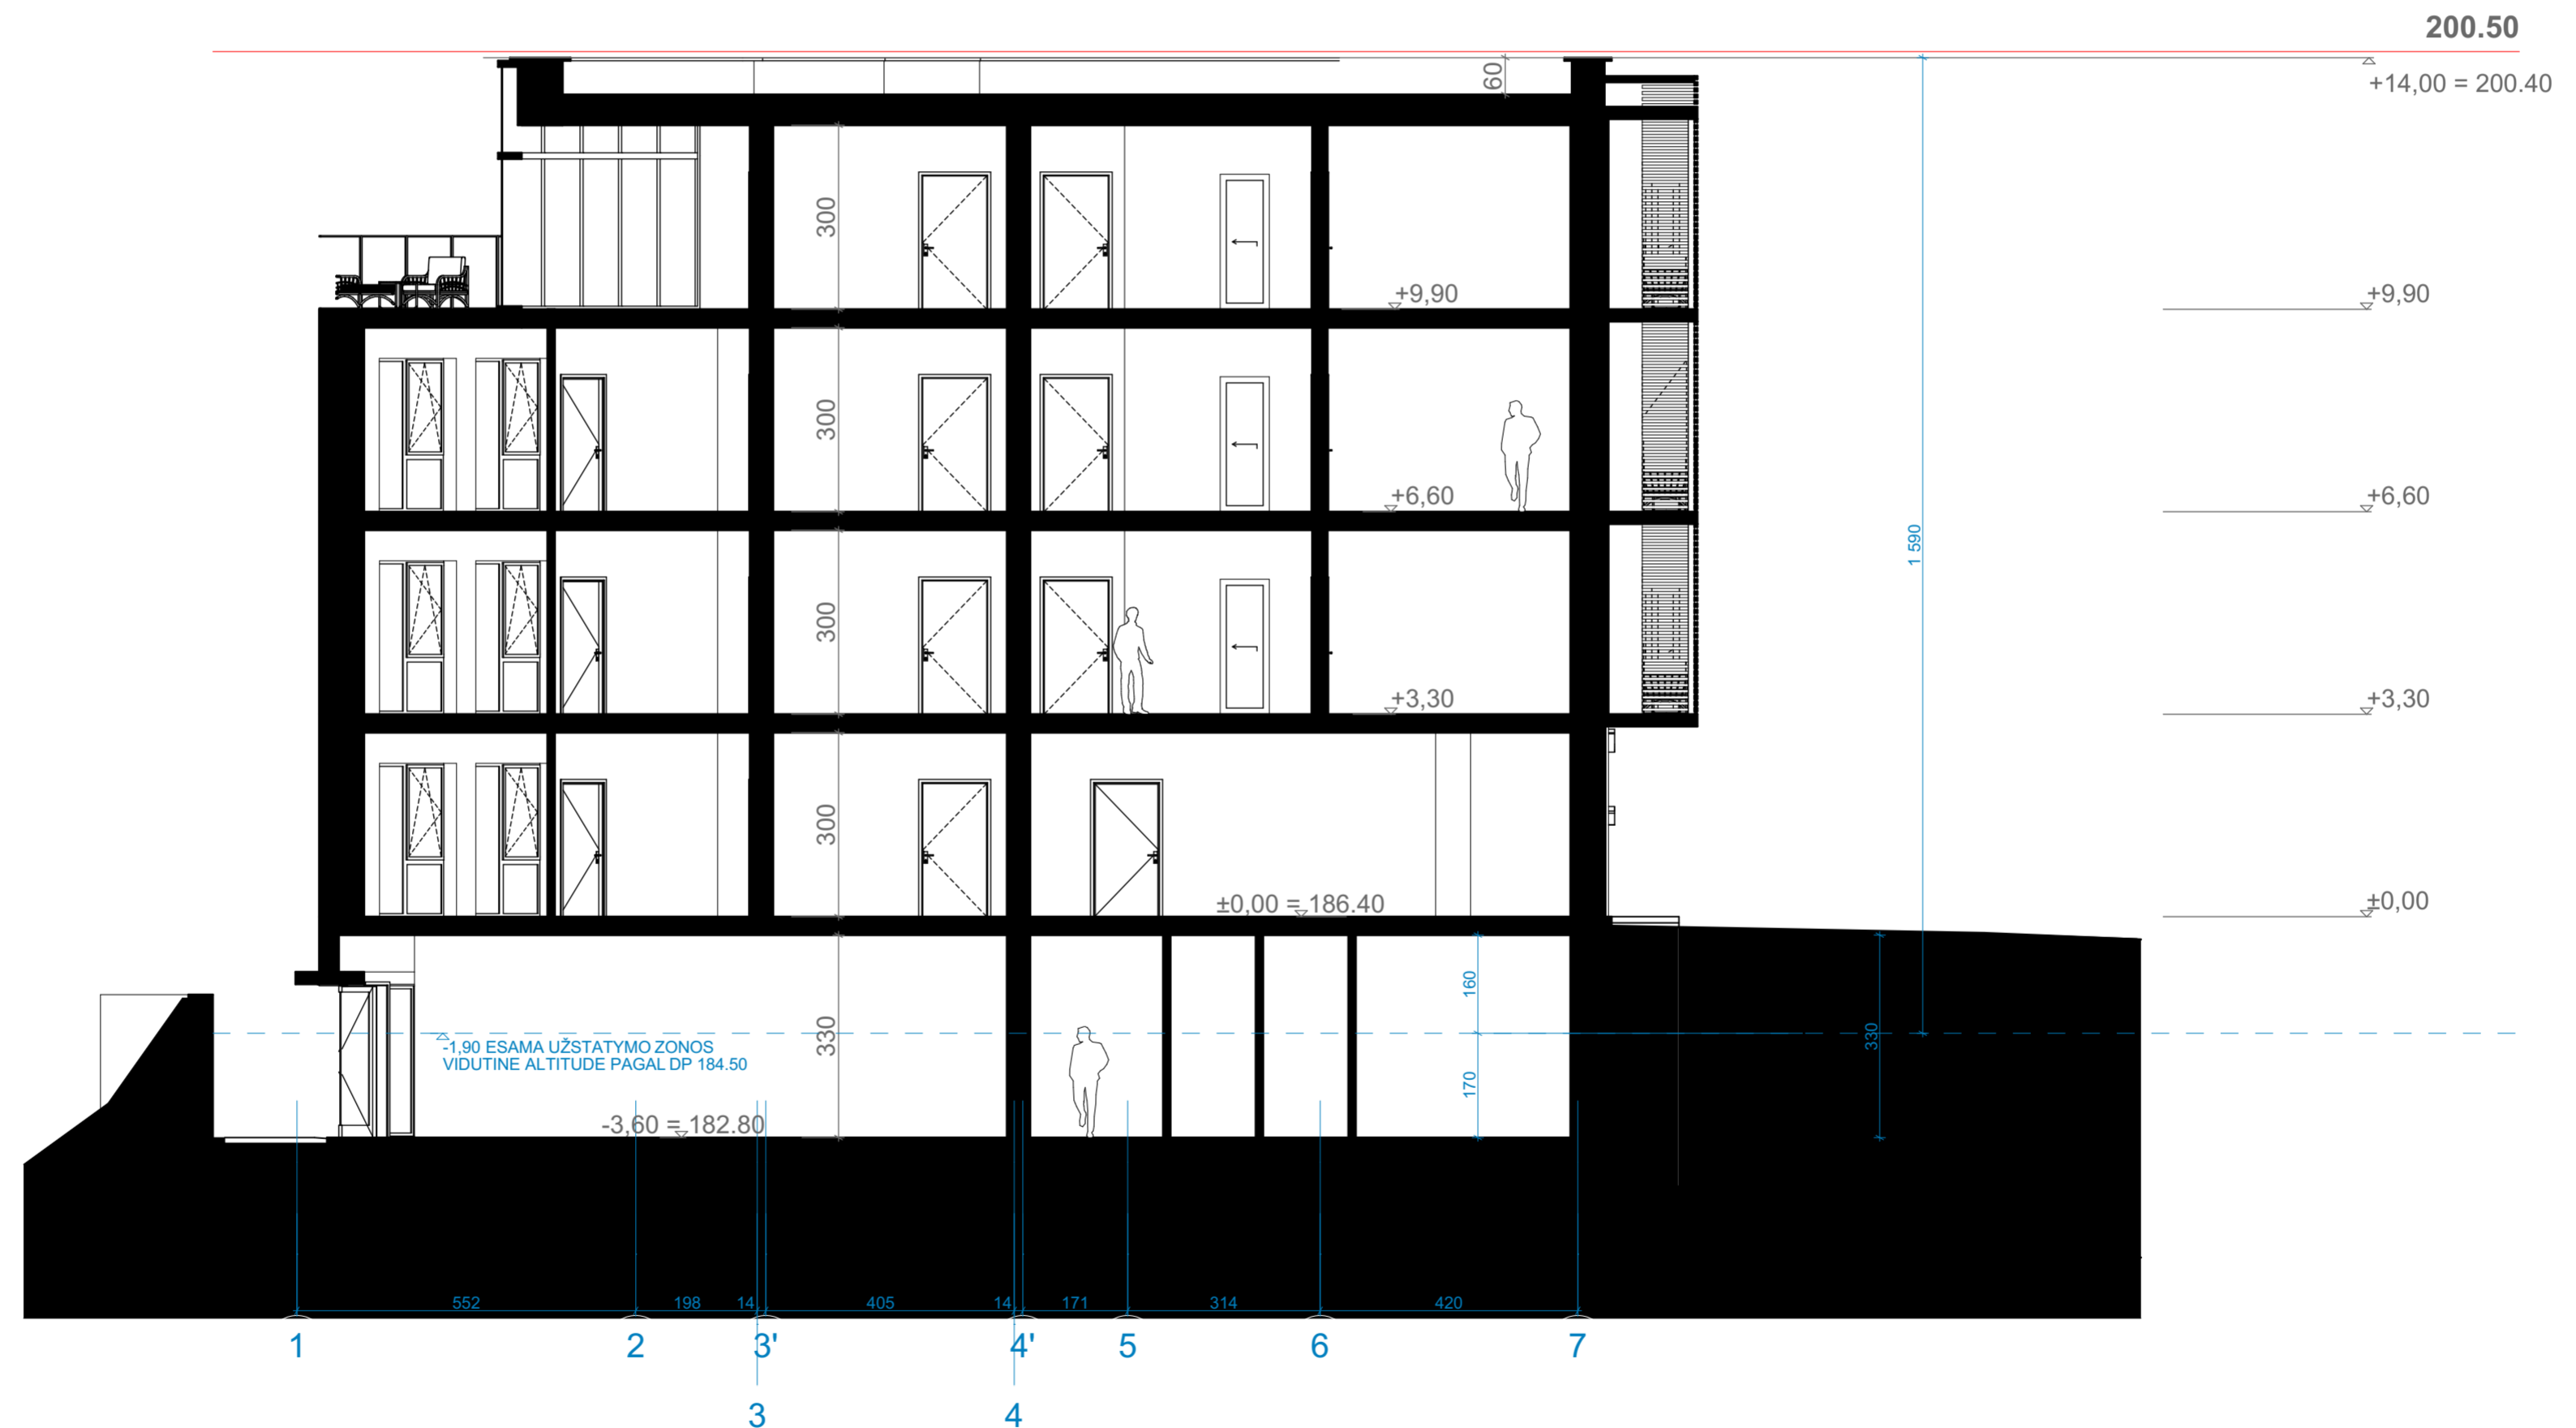 200.50
+14,00 = 200.40
60
300
+9,90
+9,90
300
+6,60
+6,60
1 590
300
+3,30
+3,30
300
±0,00 = 186.40
±0,00
160
330
330
-1,90 ESAMA UŽSTATYMO ZONOS
VIDUTINE ALTITUDE PAGAL DP 184.50
170
-3,60 = 182.80
552 198 14 405 14 171 314 420
1 2 3' 4' 5 6 7
3 4